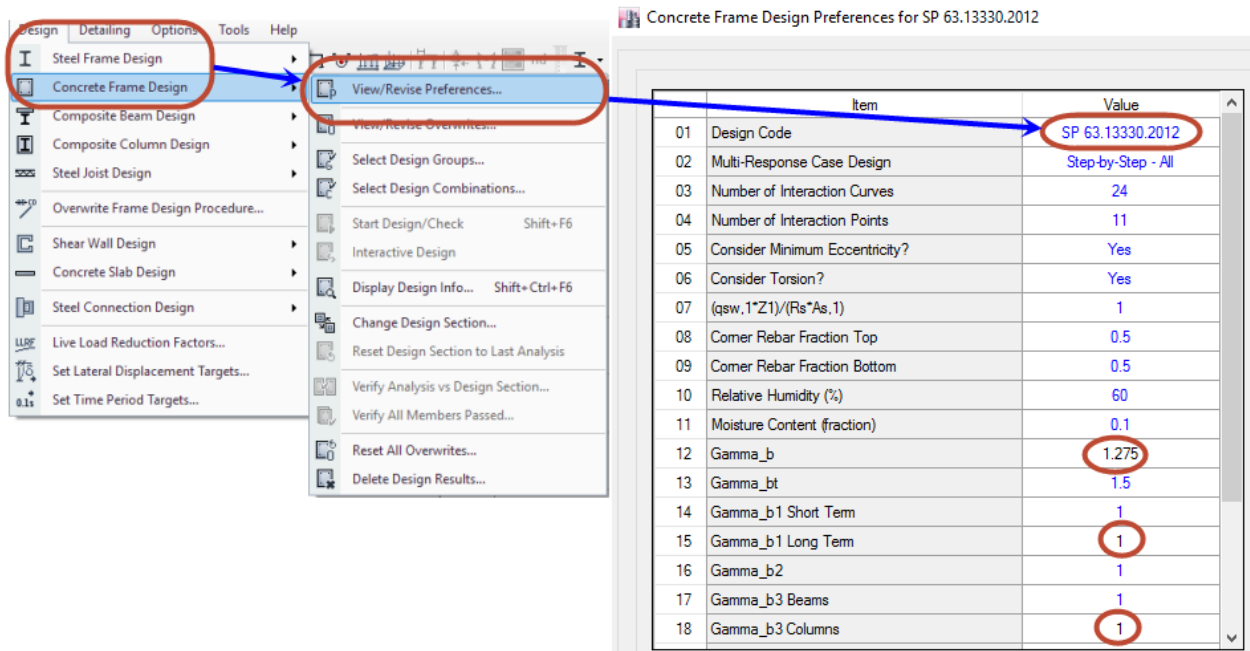 Design Detailing Options Tools Help
Steel Frame Design
Concrete Frame Design
Composite Beam Design
Composite Column Design
Steel Joist Design
Overwrite Frame Design Procedure...
Shear Wall Design
Concrete Slab Design
Steel Connection Design
LLRF Live Load Reduction Factors...
Set Lateral Displacement Targets...
0.1s Set Time Period Targets...
View/Revise Preferences...
View/Revise Overwrites...
Select Design Groups...
Select Design Combinations...
Start Design/Check Shift+F6
Interactive Design
Display Design Info... Shift+Ctrl+F6
Change Design Section...
Reset Design Section to Last Analysis
Verify Analysis vs Design Section...
Verify All Members Passed...
Reset All Overwrites...
Delete Design Results...
Concrete Frame Design Preferences for SP 63.13330.2012
Item Value
01 Design Code SP 63.13330.2012
02 Multi-Response Case Design Step-by-Step - All
03 Number of Interaction Curves 24
04 Number of Interaction Points 11
05 Consider Minimum Eccentricity? Yes
06 Consider Torsion? Yes
07 (qsw,1*Z1)/(Rs*As,1) 1
08 Corner Rebar Fraction Top 0.5
09 Corner Rebar Fraction Bottom 0.5
10 Relative Humidity (%) 60
11 Moisture Content (fraction) 0.1
12 Gamma_b 1.275
13 Gamma_bt 1.5
14 Gamma_b1 Short Term 1
15 Gamma_b1 Long Term 1
16 Gamma_b2 1
17 Gamma_b3 Beams 1
18 Gamma_b3 Columns 1